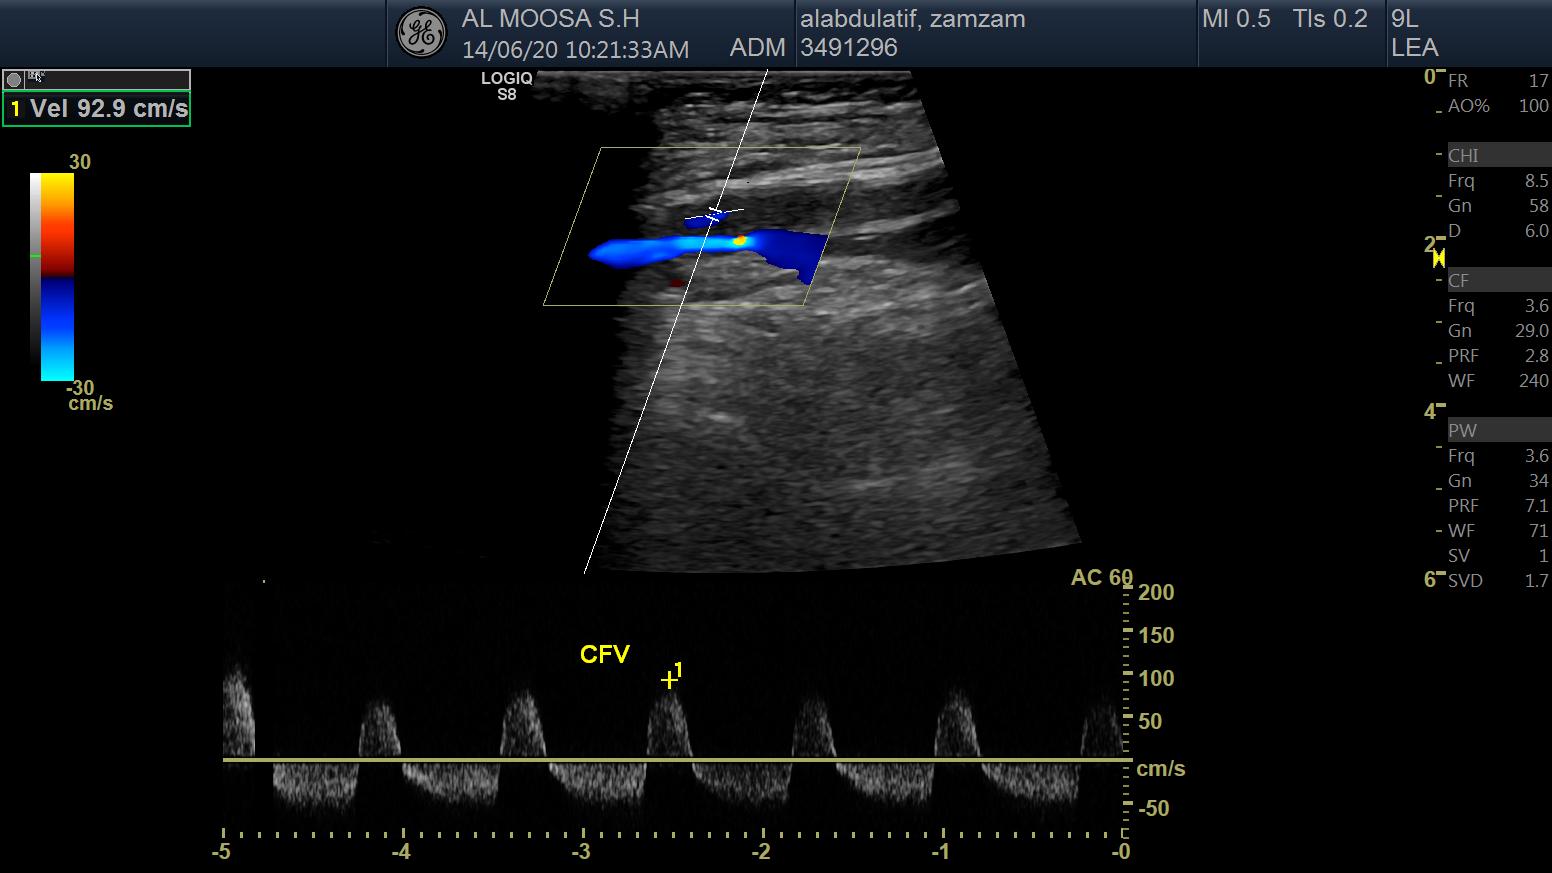 AL MOOSA S.H
14/06/20 10:21:33AM ADM
alabdulatif, zamzam
3491296
MI 0.5 TIs 0.2
9L
LEA
1 Vel 92.9 cm/s
LOGIQ
S8
30
-30
cm/s
0
2
4
6
FR 17
AO% 100
CHI
Frq 8.5
Gn 58
D 6.0
CF
Frq 3.6
Gn 29.0
PRF 2.8
WF 240
PW
Frq 3.6
Gn 34
PRF 7.1
WF 71
SV 1
SVD 1.7
AC 60
CFV
1
200
150
100
50
cm/s
-50
-5 -4 -3 -2 -1 -0